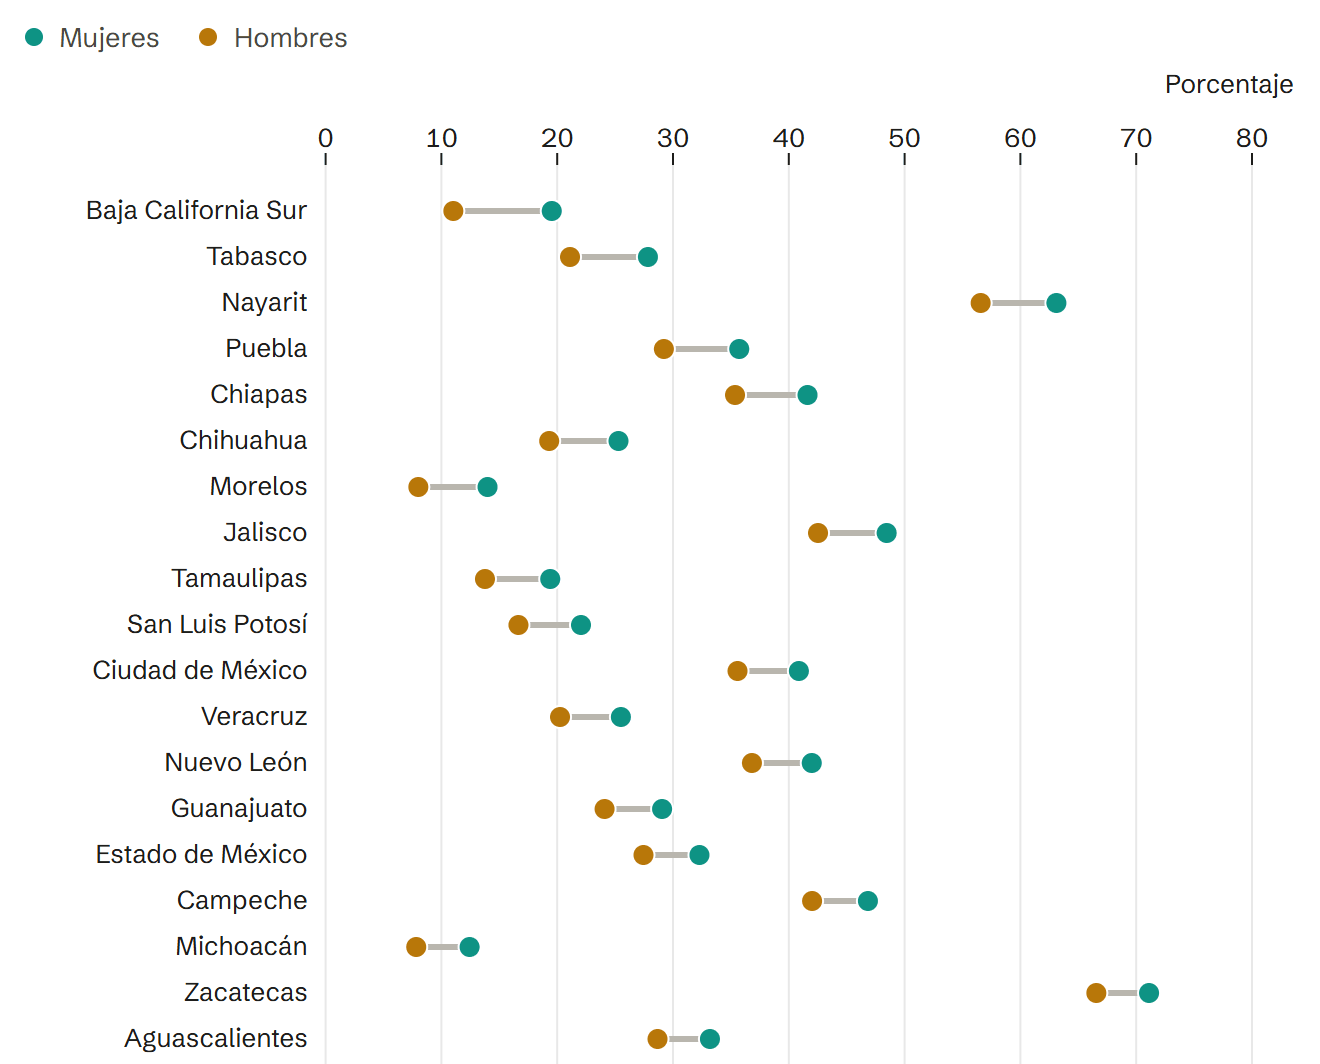 Mujeres Hombres
Porcentaje
0 10 20 30 40 50 60 70 80
Baja California Sur
Tabasco
Nayarit
Puebla
Chiapas
Chihuahua
Morelos
Jalisco
Tamaulipas
San Luis Potosí
Ciudad de México
Veracruz
Nuevo León
Guanajuato
Estado de México
Campeche
Michoacán
Zacatecas
Aguascalientes